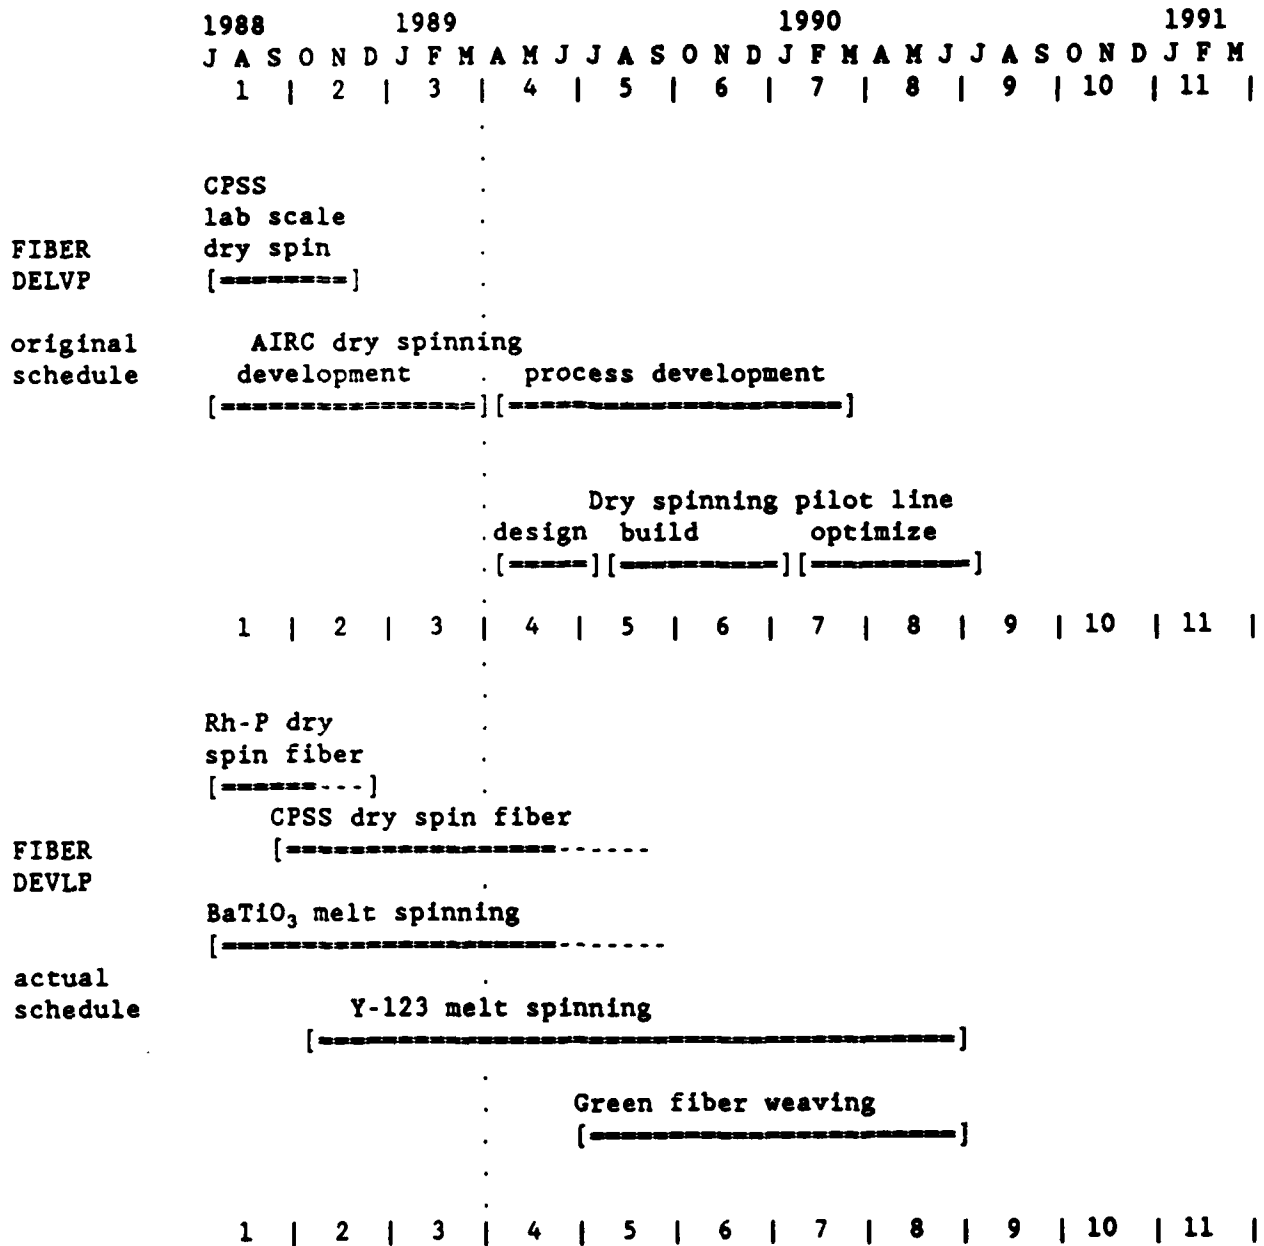 1988 1989 1990 1991
J A S O N D J F M A M J J A S O N D J F M A M J J A S O N D J F M
1 | 2 | 3 | 4 | 5 | 6 | 7 | 8 | 9 | 10 | 11 |
CPSS
lab scale
FIBER dry spin
DELVP [=========]
original AIRC dry spinning
schedule development process development
[================] [=====================]
Dry spinning pilot line
design build optimize
[=====] [==========] [==========]
1 | 2 | 3 | 4 | 5 | 6 | 7 | 8 | 9 | 10 | 11 |
Rh-P dry
spin fiber
[======---]
CPSS dry spin fiber
FIBER [=================------
DEVLP
BaTiO₃ melt spinning
[=====================-------
actual
schedule Y-123 melt spinning
[========================================]
Green fiber weaving
[=======================]
1 | 2 | 3 | 4 | 5 | 6 | 7 | 8 | 9 | 10 | 11 |